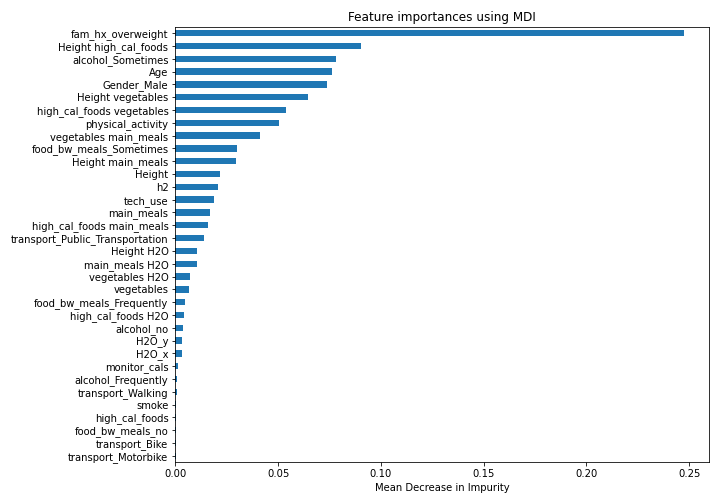 Feature importances using MDI
fam_hx_overweight
Height high_cal_foods
alcohol_Sometimes
Age
Gender_Male
Height vegetables
high_cal_foods vegetables
physical_activity
vegetables main_meals
food_bw_meals_Sometimes
Height main_meals
Height
h2
tech_use
main_meals
high_cal_foods main_meals
transport_Public_Transportation
Height H2O
main_meals H2O
vegetables H2O
vegetables
food_bw_meals_Frequently
high_cal_foods H2O
alcohol_no
H2O_y
H2O_x
monitor_cals
alcohol_Frequently
transport_Walking
smoke
high_cal_foods
food_bw_meals_no
transport_Bike
transport_Motorbike
0.00 0.05 0.10 0.15 0.20 0.25
Mean Decrease in Impurity